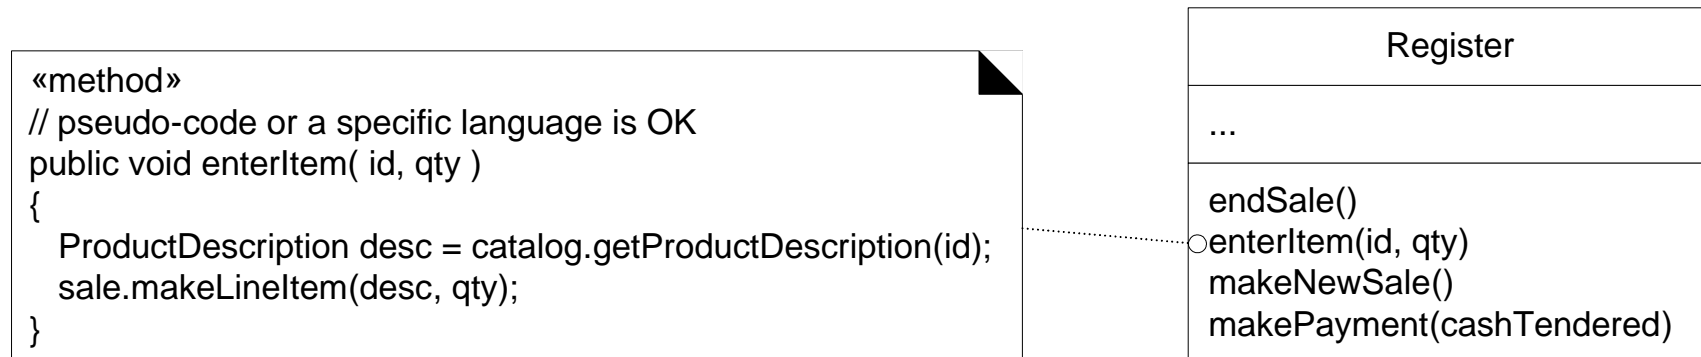 «method»
// pseudo-code or a specific language is OK
public void enterItem( id, qty )
{
ProductDescription desc = catalog.getProductDescription(id);
sale.makeLineItem(desc, qty);
}
Register
...
endSale()
enterItem(id, qty)
makeNewSale()
makePayment(cashTendered)